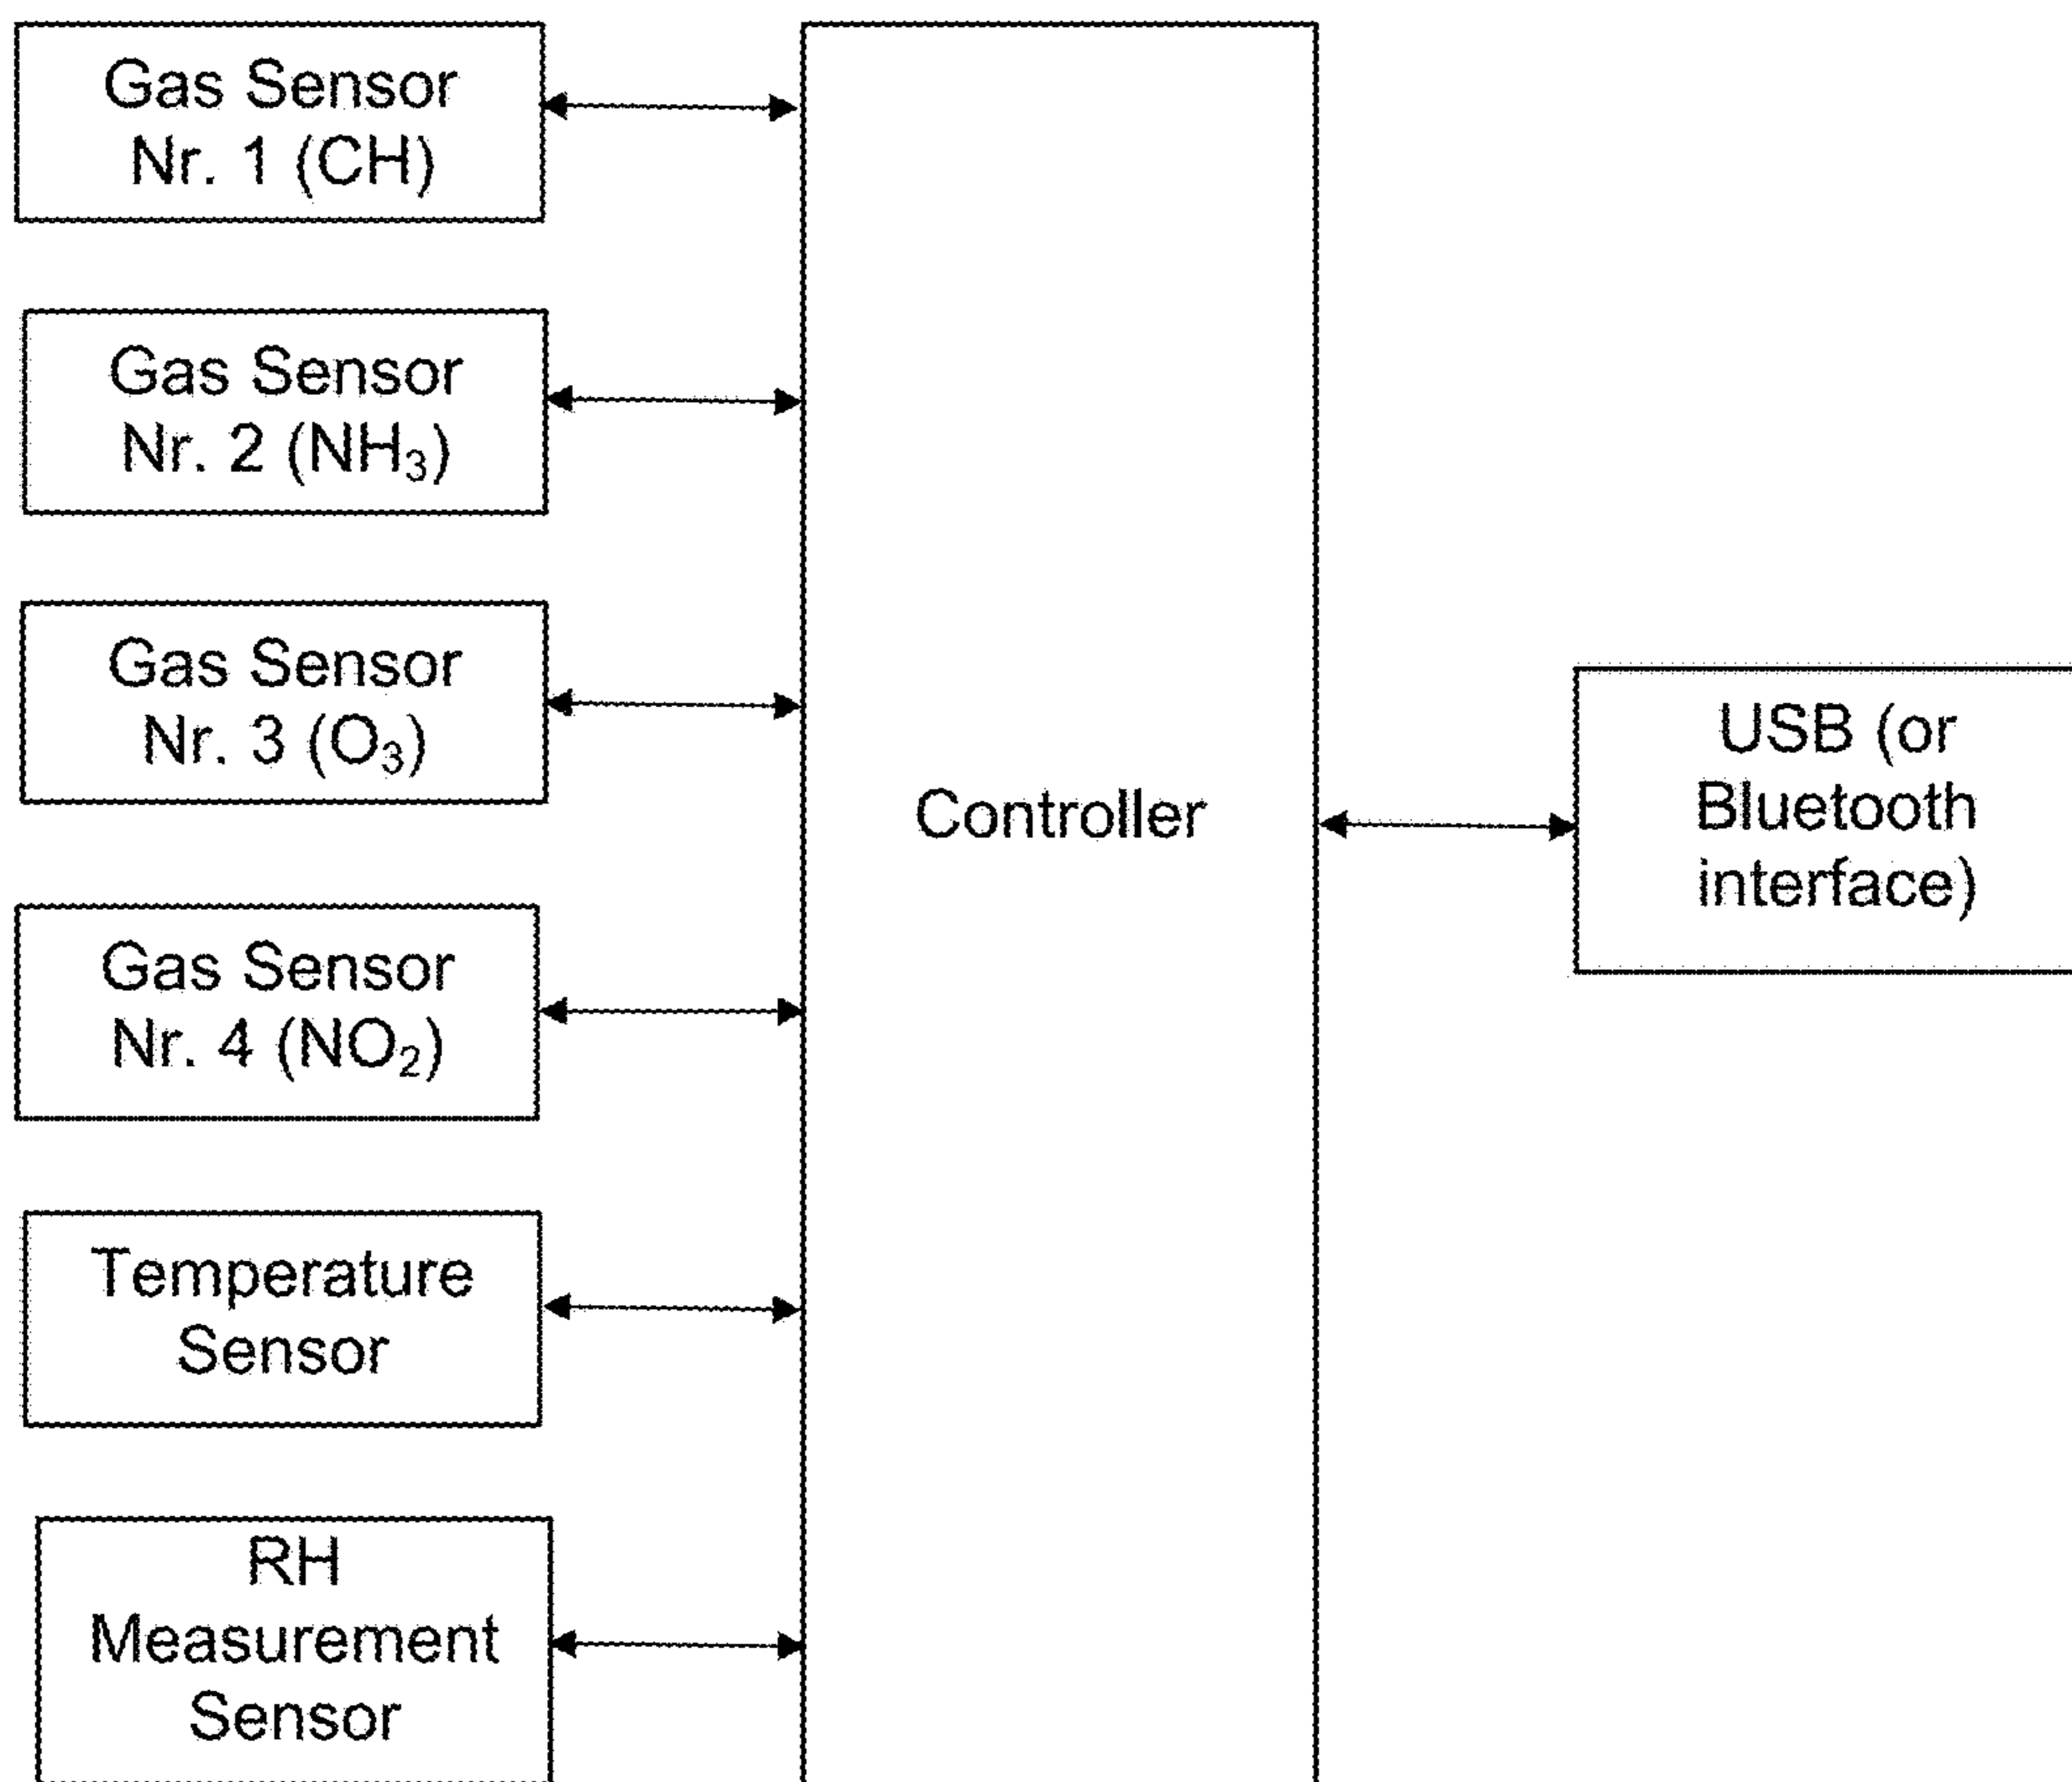 Gas Sensor
Nr. 1 (CH)
Gas Sensor
Nr. 2 (NH₃)
Gas Sensor
Nr. 3 (O₃)
Gas Sensor
Nr. 4 (NO₂)
Temperature
Sensor
RH
Measurement
Sensor
Controller
USB (or
Bluetooth
interface)